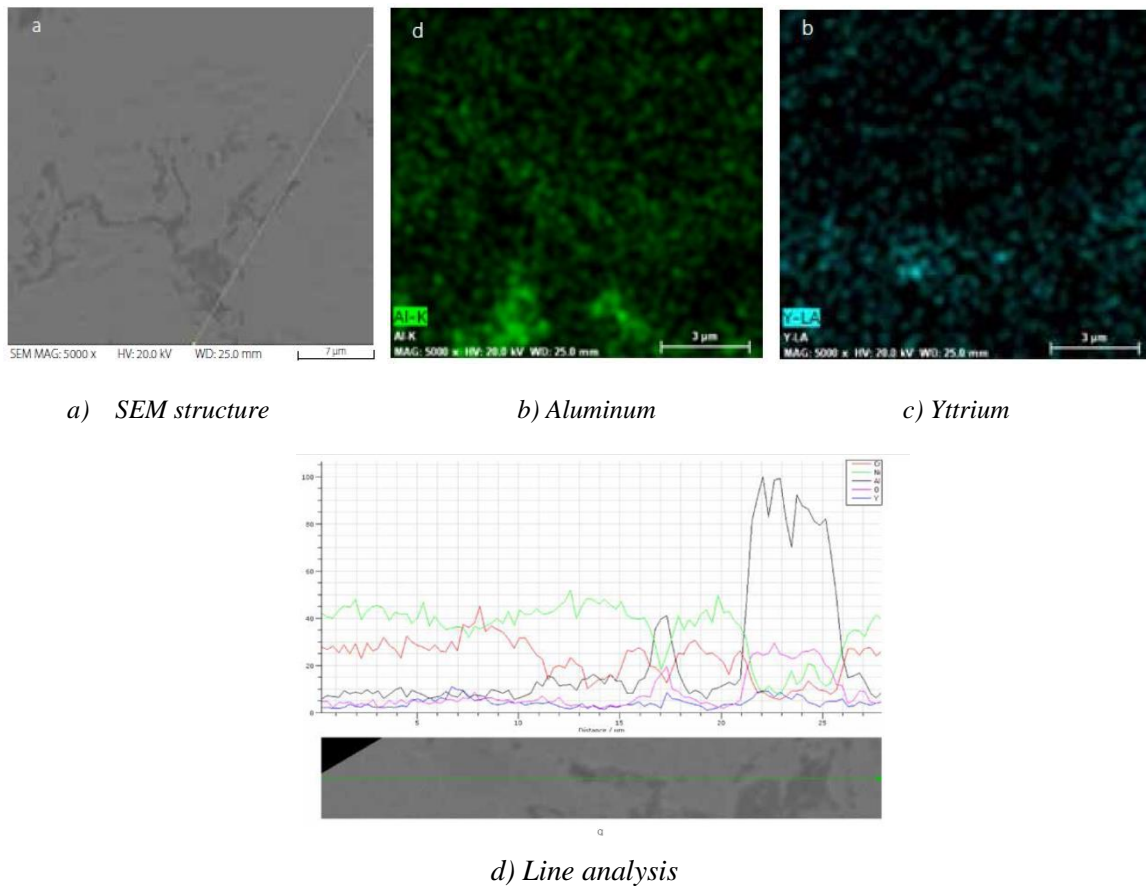 a
SEM MAG: 5000 x HV: 20.0 kV WD: 25.0 mm 7 µm
d
Al-K
Al-K
MAG: 5000 x HV: 20.0 kV WD: 25.0 mm 3 µm
b
Y-LA
Y-LA
MAG: 5000 x HV: 20.0 kV WD: 25.0 mm 3 µm
a) SEM structure
b) Aluminum
c) Yttrium
Cr
Ni
Al
O
Y
100
80
60
40
20
0
5 10 15 20 25
Distance / µm
d) Line analysis